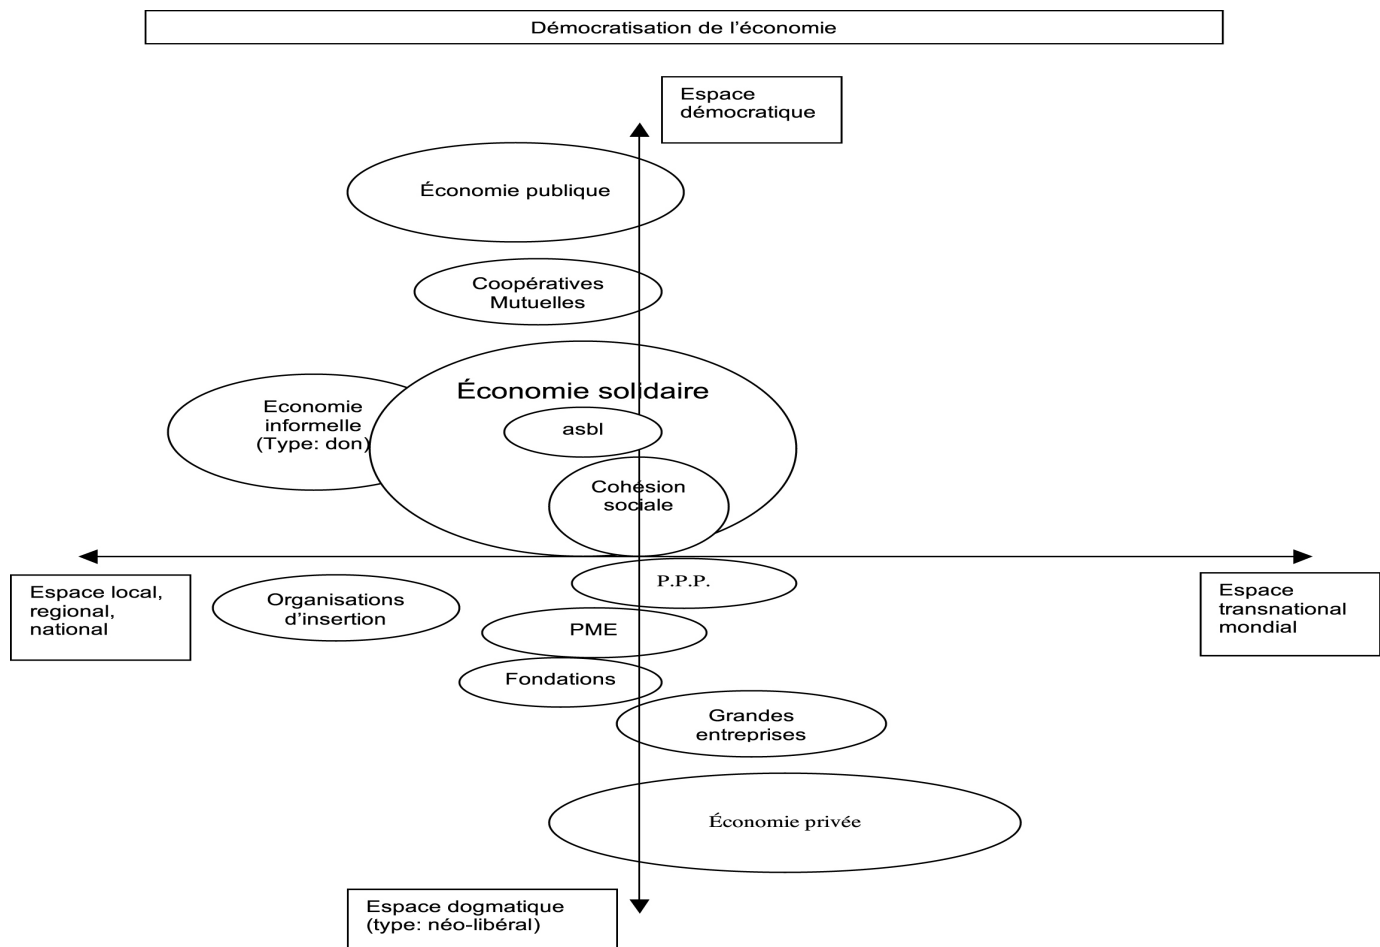 Démocratisation de l'économie
Espace
démocratique
Économie publique
Coopératives
Mutuelles
Économie solidaire
Economie
informelle
(Type: don)
asbl
Cohésion
sociale
Espace local,
regional,
national
Organisations
d'insertion
P.P.P.
PME
Fondations
Espace
transnational
mondial
Grandes
entreprises
Économie privée
Espace dogmatique
(type: néo-libéral)